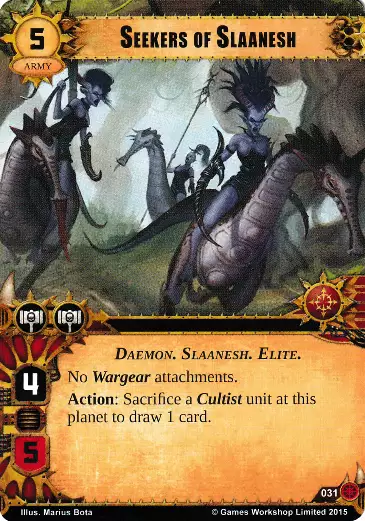 5
SEEKERS OF SLAANESH
ARMY
DAEMON. SLAANESH. ELITE.
No Wargear attachments.
Action: Sacrifice a Cultist unit at this
planet to draw 1 card.
4
5
031
Illus. Marius Bota
© Games Workshop Limited 2015